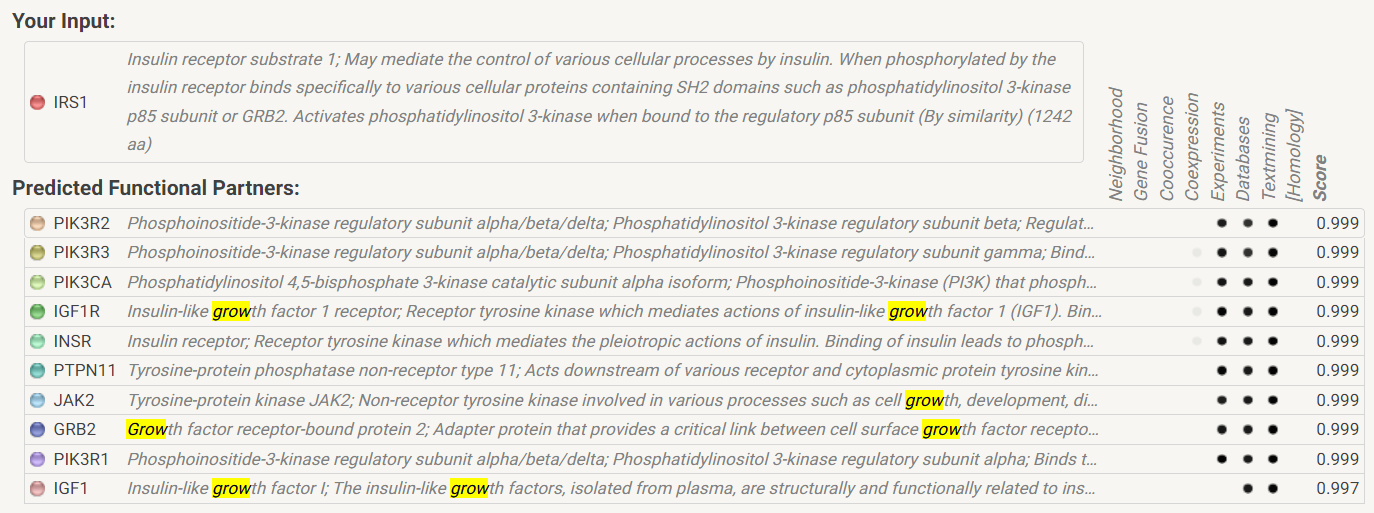 Your Input:
IRS1
Insulin receptor substrate 1; May mediate the control of various cellular processes by insulin. When phosphorylated by the
insulin receptor binds specifically to various cellular proteins containing SH2 domains such as phosphatidylinositol 3-kinase
p85 subunit or GRB2. Activates phosphatidylinositol 3-kinase when bound to the regulatory p85 subunit (By similarity) (1242
aa)
Neighborhood
Gene Fusion
Cooccurence
Coexpression
Experiments
Databases
Textmining
[Homology]
Score
Predicted Functional Partners:
PIK3R2 Phosphoinositide-3-kinase regulatory subunit alpha/beta/delta; Phosphatidylinositol 3-kinase regulatory subunit beta; Regulat... 0.999
PIK3R3 Phosphoinositide-3-kinase regulatory subunit alpha/beta/delta; Phosphatidylinositol 3-kinase regulatory subunit gamma; Bind... 0.999
PIK3CA Phosphatidylinositol 4,5-bisphosphate 3-kinase catalytic subunit alpha isoform; Phosphoinositide-3-kinase (PI3K) that phosph... 0.999
IGF1R Insulin-like growth factor 1 receptor; Receptor tyrosine kinase which mediates actions of insulin-like growth factor 1 (IGF1). Bin... 0.999
INSR Insulin receptor; Receptor tyrosine kinase which mediates the pleiotropic actions of insulin. Binding of insulin leads to phosph... 0.999
PTPN11 Tyrosine-protein phosphatase non-receptor type 11; Acts downstream of various receptor and cytoplasmic protein tyrosine kin... 0.999
JAK2 Tyrosine-protein kinase JAK2; Non-receptor tyrosine kinase involved in various processes such as cell growth, development, di... 0.999
GRB2 Growth factor receptor-bound protein 2; Adapter protein that provides a critical link between cell surface growth factor recepto... 0.999
PIK3R1 Phosphoinositide-3-kinase regulatory subunit alpha/beta/delta; Phosphatidylinositol 3-kinase regulatory subunit alpha; Binds t... 0.999
IGF1 Insulin-like growth factor I; The insulin-like growth factors, isolated from plasma, are structurally and functionally related to ins... 0.997